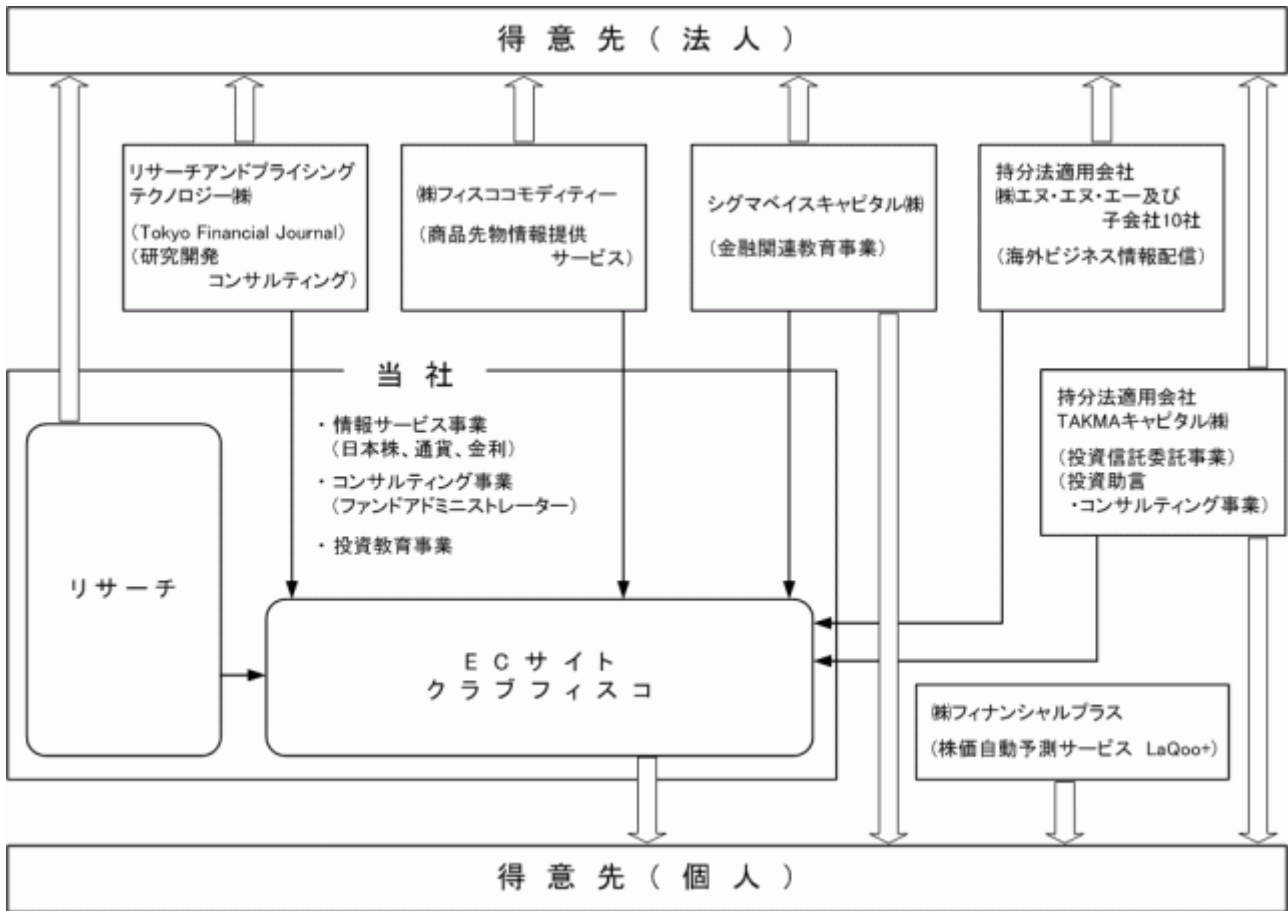 得意先(法人)
リサーチアンドプライシング
テクノロジー㈱
(Tokyo Financial Journal)
(研究開発
コンサルティング)
㈱フィスココモディティー
(商品先物情報提供
サービス)
シグマベイスキャピタル㈱
(金融関連教育事業)
持分法適用会社
㈱エヌ・エヌ・エー及び
子会社10社
(海外ビジネス情報配信)
当社
・情報サービス事業
(日本株、通貨、金利)
・コンサルティング事業
(ファンドアドミニストレーター)
・投資教育事業
持分法適用会社
TAKMAキャピタル㈱
(投資信託委託事業)
(投資助言
・コンサルティング事業)
リサーチ
ECサイト
クラブフィスコ
㈱フィナンシャルプラス
(株価自動予測サービス LaQoo+)
得意先(個人)